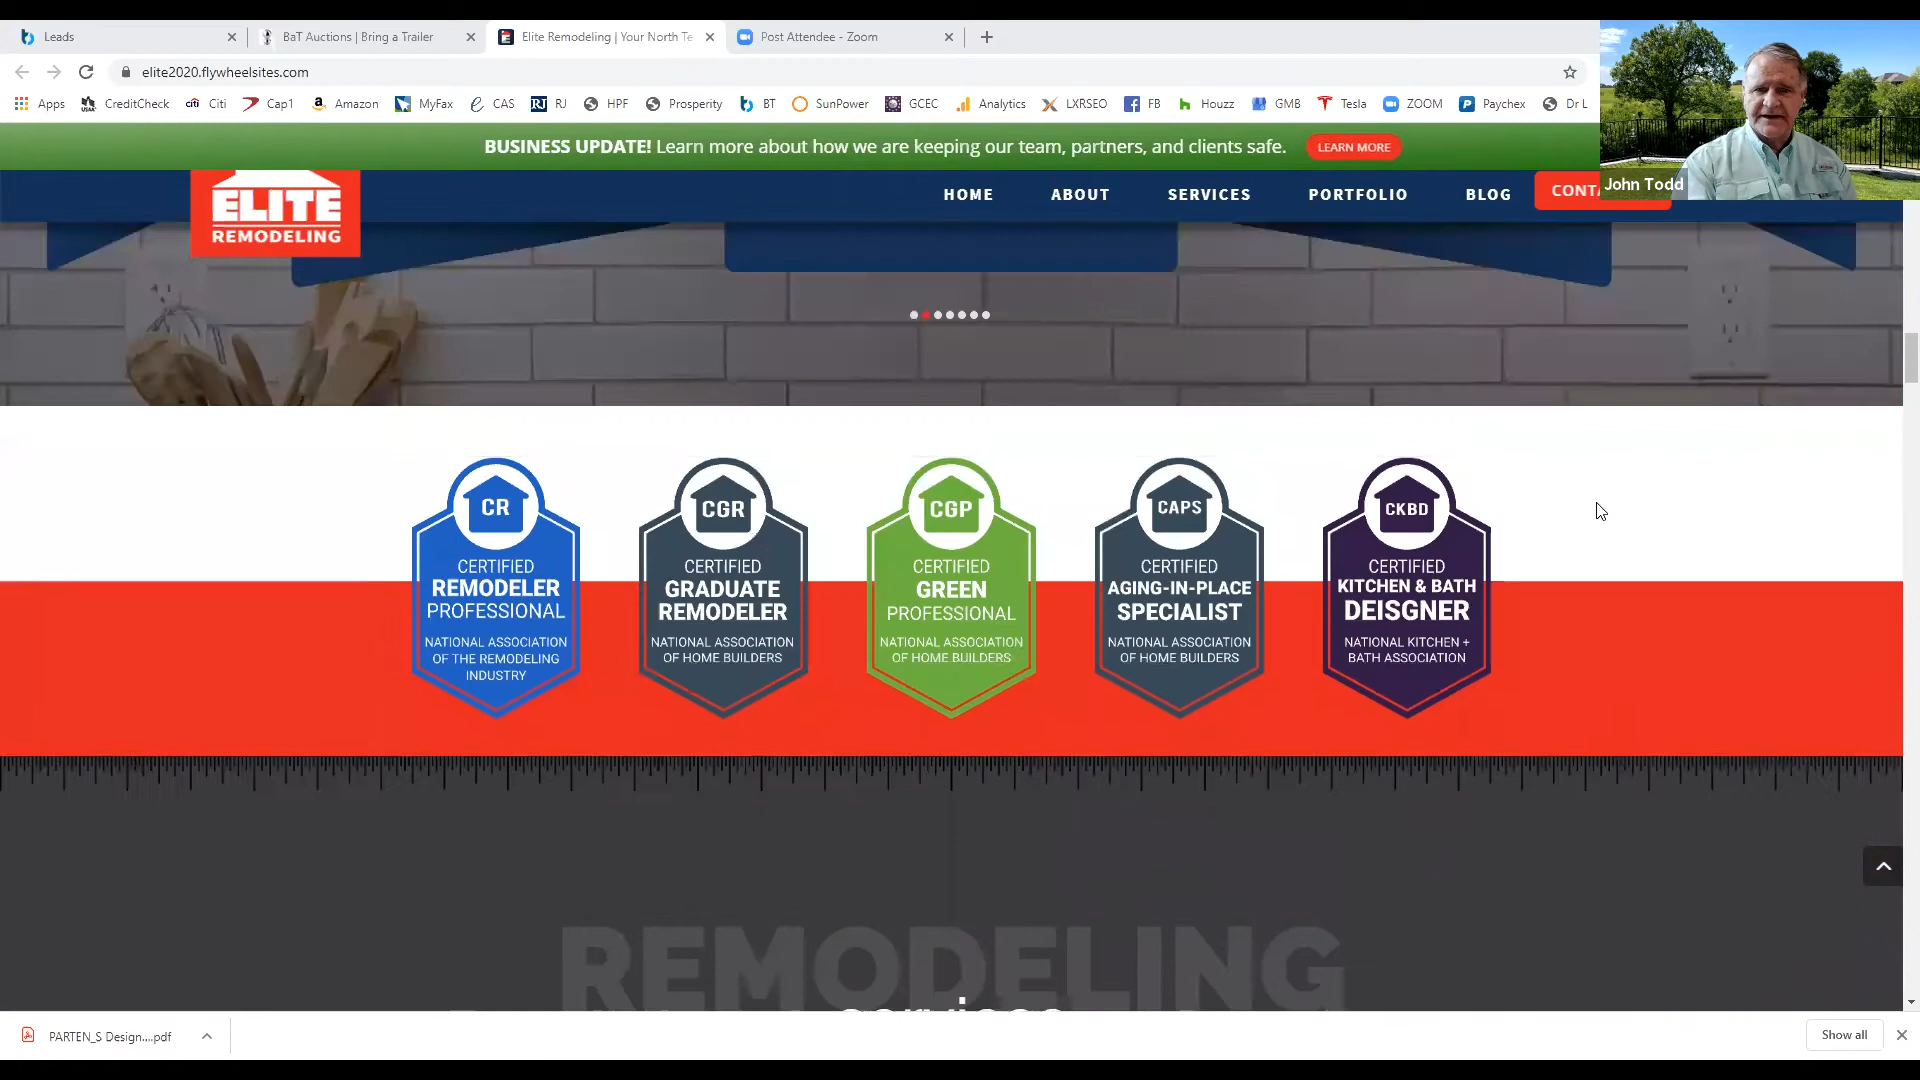 Leads
BaT Auctions | Bring a Trailer
Elite Remodeling | Your North Te
Post Attendee - Zoom
elite2020.flywheelsites.com
Apps CreditCheck citi Citi Cap1 Amazon MyFax CAS RJ RJ HPF Prosperity BT SunPower GCEC Analytics LXRSEO FB Houzz GMB Tesla ZOOM Paychex Dr L
BUSINESS UPDATE! Learn more about how we are keeping our team, partners, and clients safe. LEARN MORE
John Todd
ELITE
REMODELING
HOME ABOUT SERVICES PORTFOLIO BLOG CONTA
CR
CERTIFIED
REMODELER
PROFESSIONAL
NATIONAL ASSOCIATION
OF THE REMODELING
INDUSTRY
CGR
CERTIFIED
GRADUATE
REMODELER
NATIONAL ASSOCIATION
OF HOME BUILDERS
CGP
CERTIFIED
GREEN
PROFESSIONAL
NATIONAL ASSOCIATION
OF HOME BUILDERS
CAPS
CERTIFIED
AGING-IN-PLACE
SPECIALIST
NATIONAL ASSOCIATION
OF HOME BUILDERS
CKBD
CERTIFIED
KITCHEN & BATH
DEISGNER
NATIONAL KITCHEN +
BATH ASSOCIATION
REMODELING
services
PARTEN_S Design....pdf
Show all